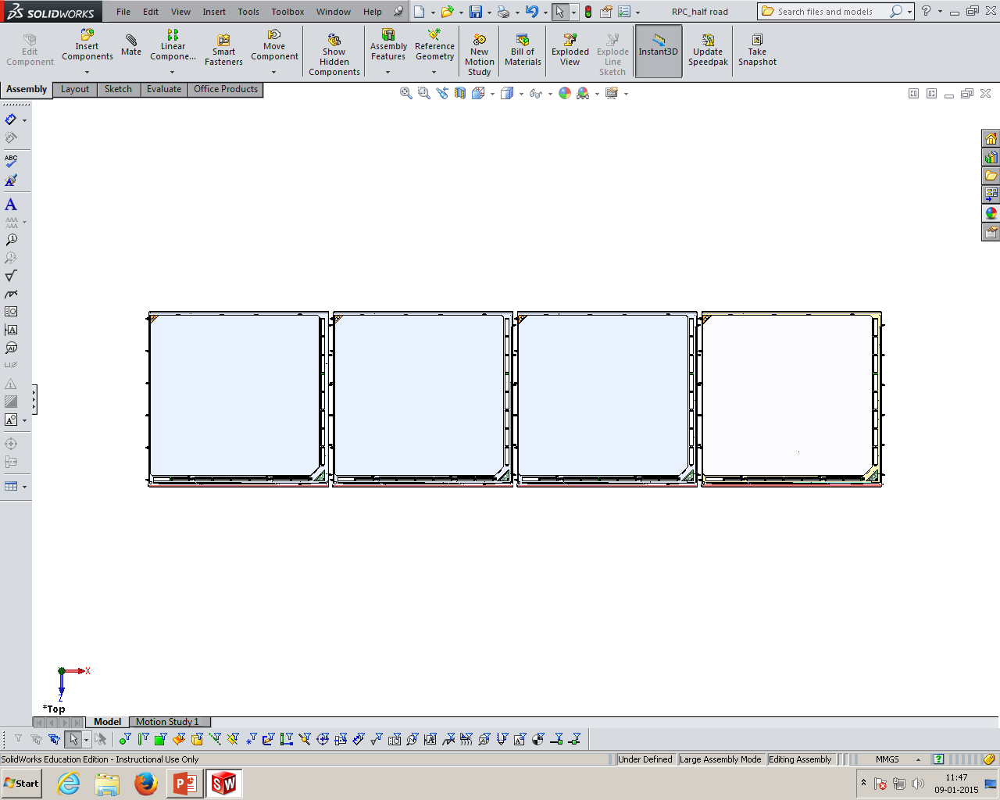 SOLIDWORKS File Edit View Insert Tools Toolbox Window Help RPC_half road Search files and models ?
Edit Component
Insert Components
Mate
Linear Compone...
Smart Fasteners
Move Component
Show Hidden Components
Assembly Features
Reference Geometry
New Motion Study
Bill of Materials
Exploded View
Explode Line Sketch
Instant3D
Update Speedpak
Take Snapshot
Assembly Layout Sketch Evaluate Office Products
ABC
A
X
Z
*Top
Model Motion Study 1
SolidWorks Education Edition - Instructional Use Only Under Defined Large Assembly Mode Editing Assembly MMGS ?
Start 11:47
09-01-2015